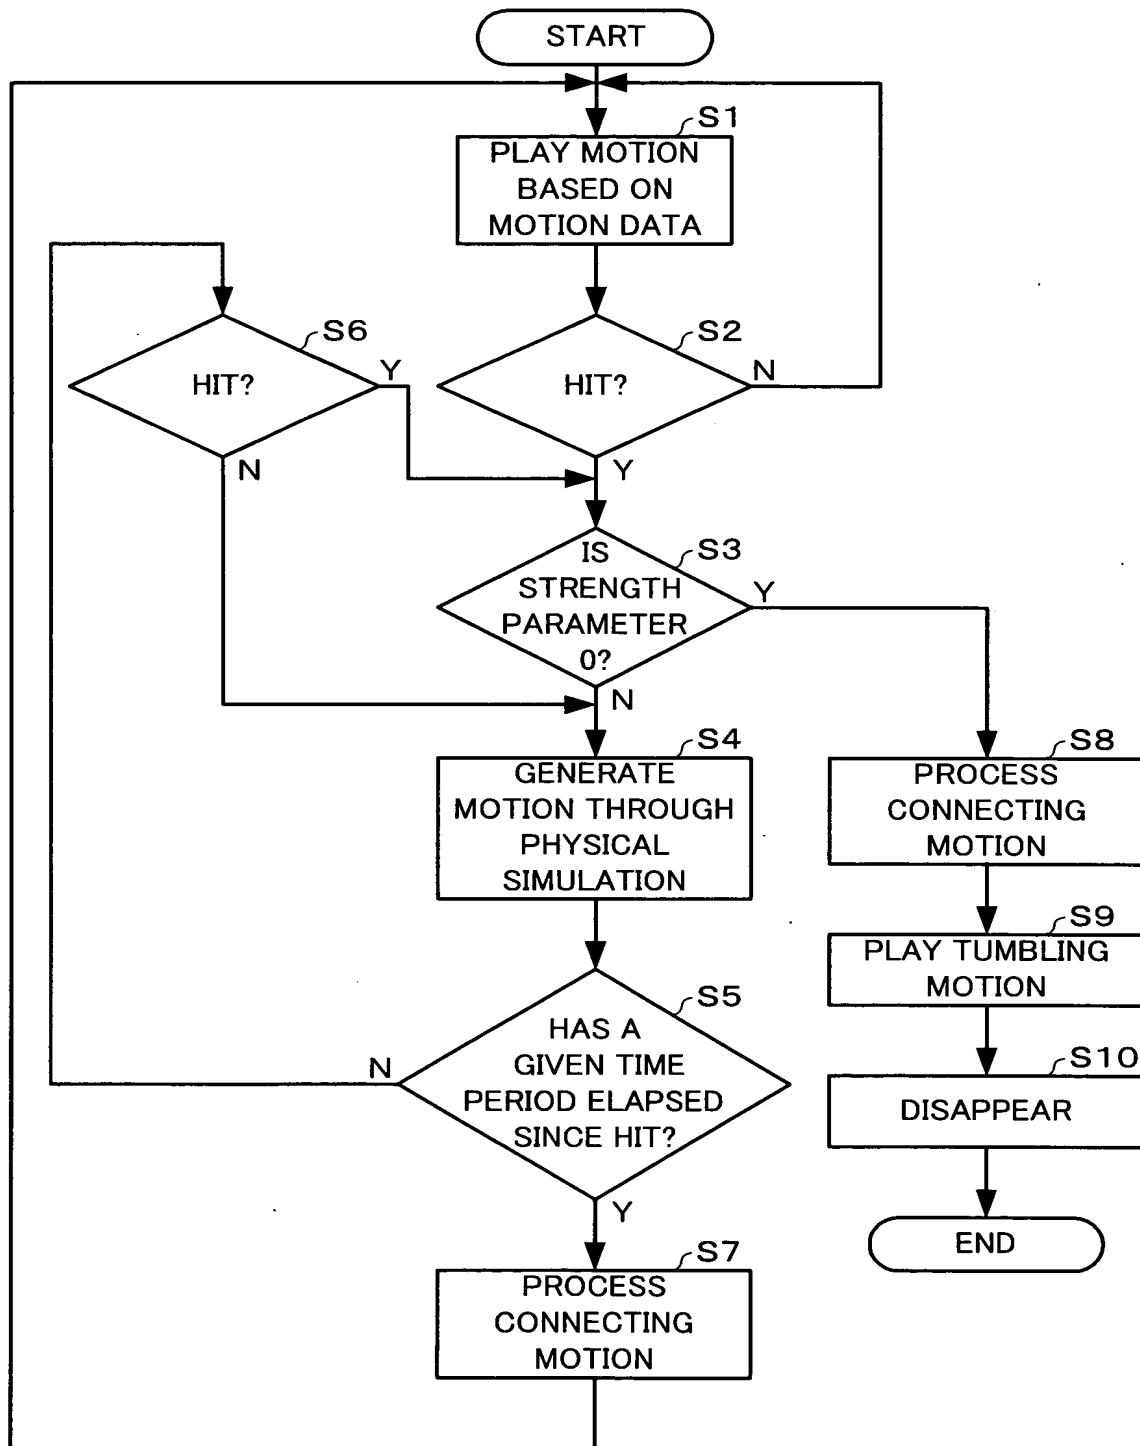 START
S1
PLAY MOTION
BASED ON
MOTION DATA
S6
HIT?
Y
N
S2
HIT?
N
Y
S3
IS
STRENGTH
PARAMETER
0?
Y
N
S4
GENERATE
MOTION THROUGH
PHYSICAL
SIMULATION
S8
PROCESS
CONNECTING
MOTION
S9
PLAY TUMBLING
MOTION
S5
HAS A
GIVEN TIME
PERIOD ELAPSED
SINCE HIT?
N
Y
S10
DISAPPEAR
END
S7
PROCESS
CONNECTING
MOTION